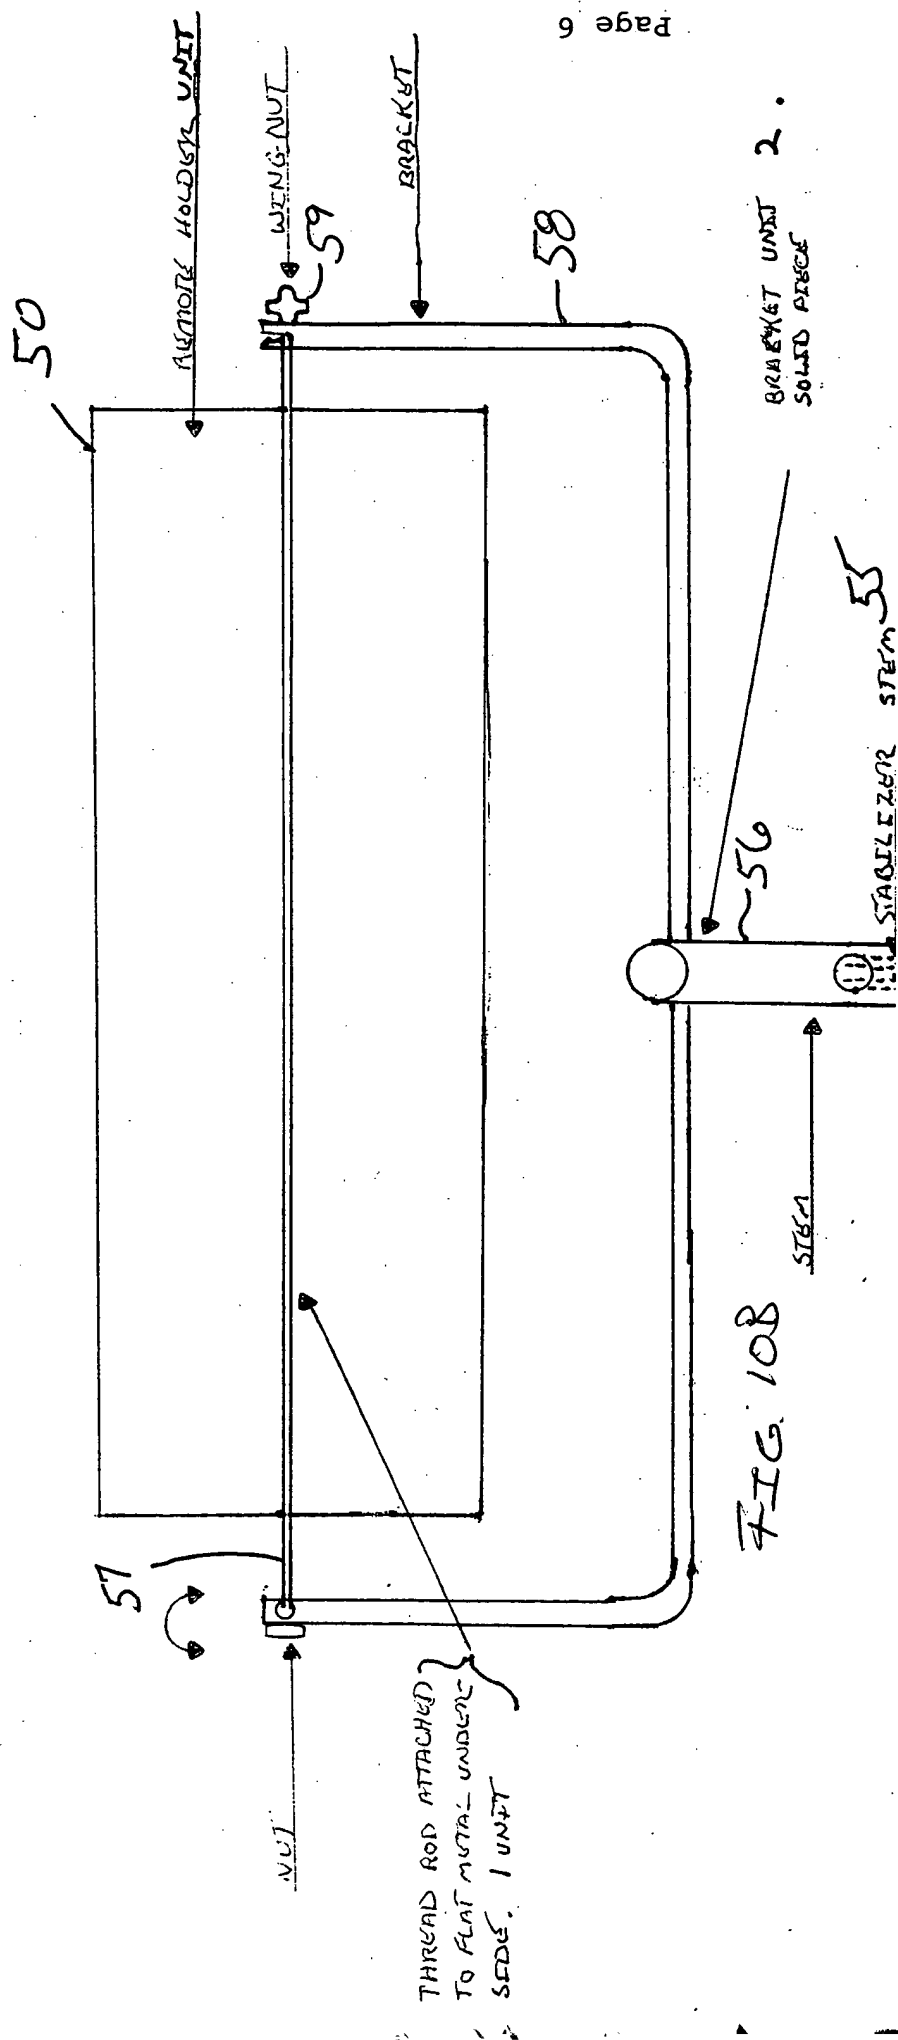 Page 6
50
REMOTE HOLDER UNIT
WING-NUT
59
BRACKET
58
BRACKET UNIT 2.
SOLID PIECE
57
NUT
THREAD ROD ATTACHED
TO FLAT METAL UNDER
SIDE. 1 UNIT
56
STABILIZER STEM 55
STEM
FIG. 10B